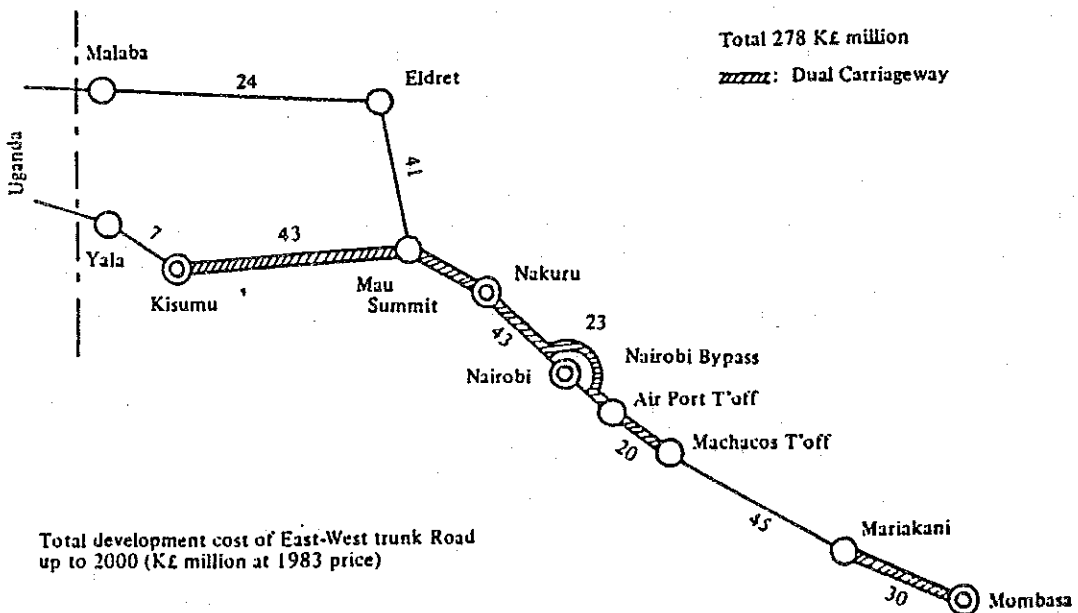 Total 278 K£ million
: Dual Carriageway
Malaba
24
Eldret
Uganda
41
7
43
Yala
Kisumu
Mau
Summit
Nakuru
43
23
Nairobi Bypass
Nairobi
Air Port T'off
20
Machacos T'off
45
Mariakani
30
Mombasa
Total development cost of East-West trunk Road
up to 2000 (K£ million at 1983 price)